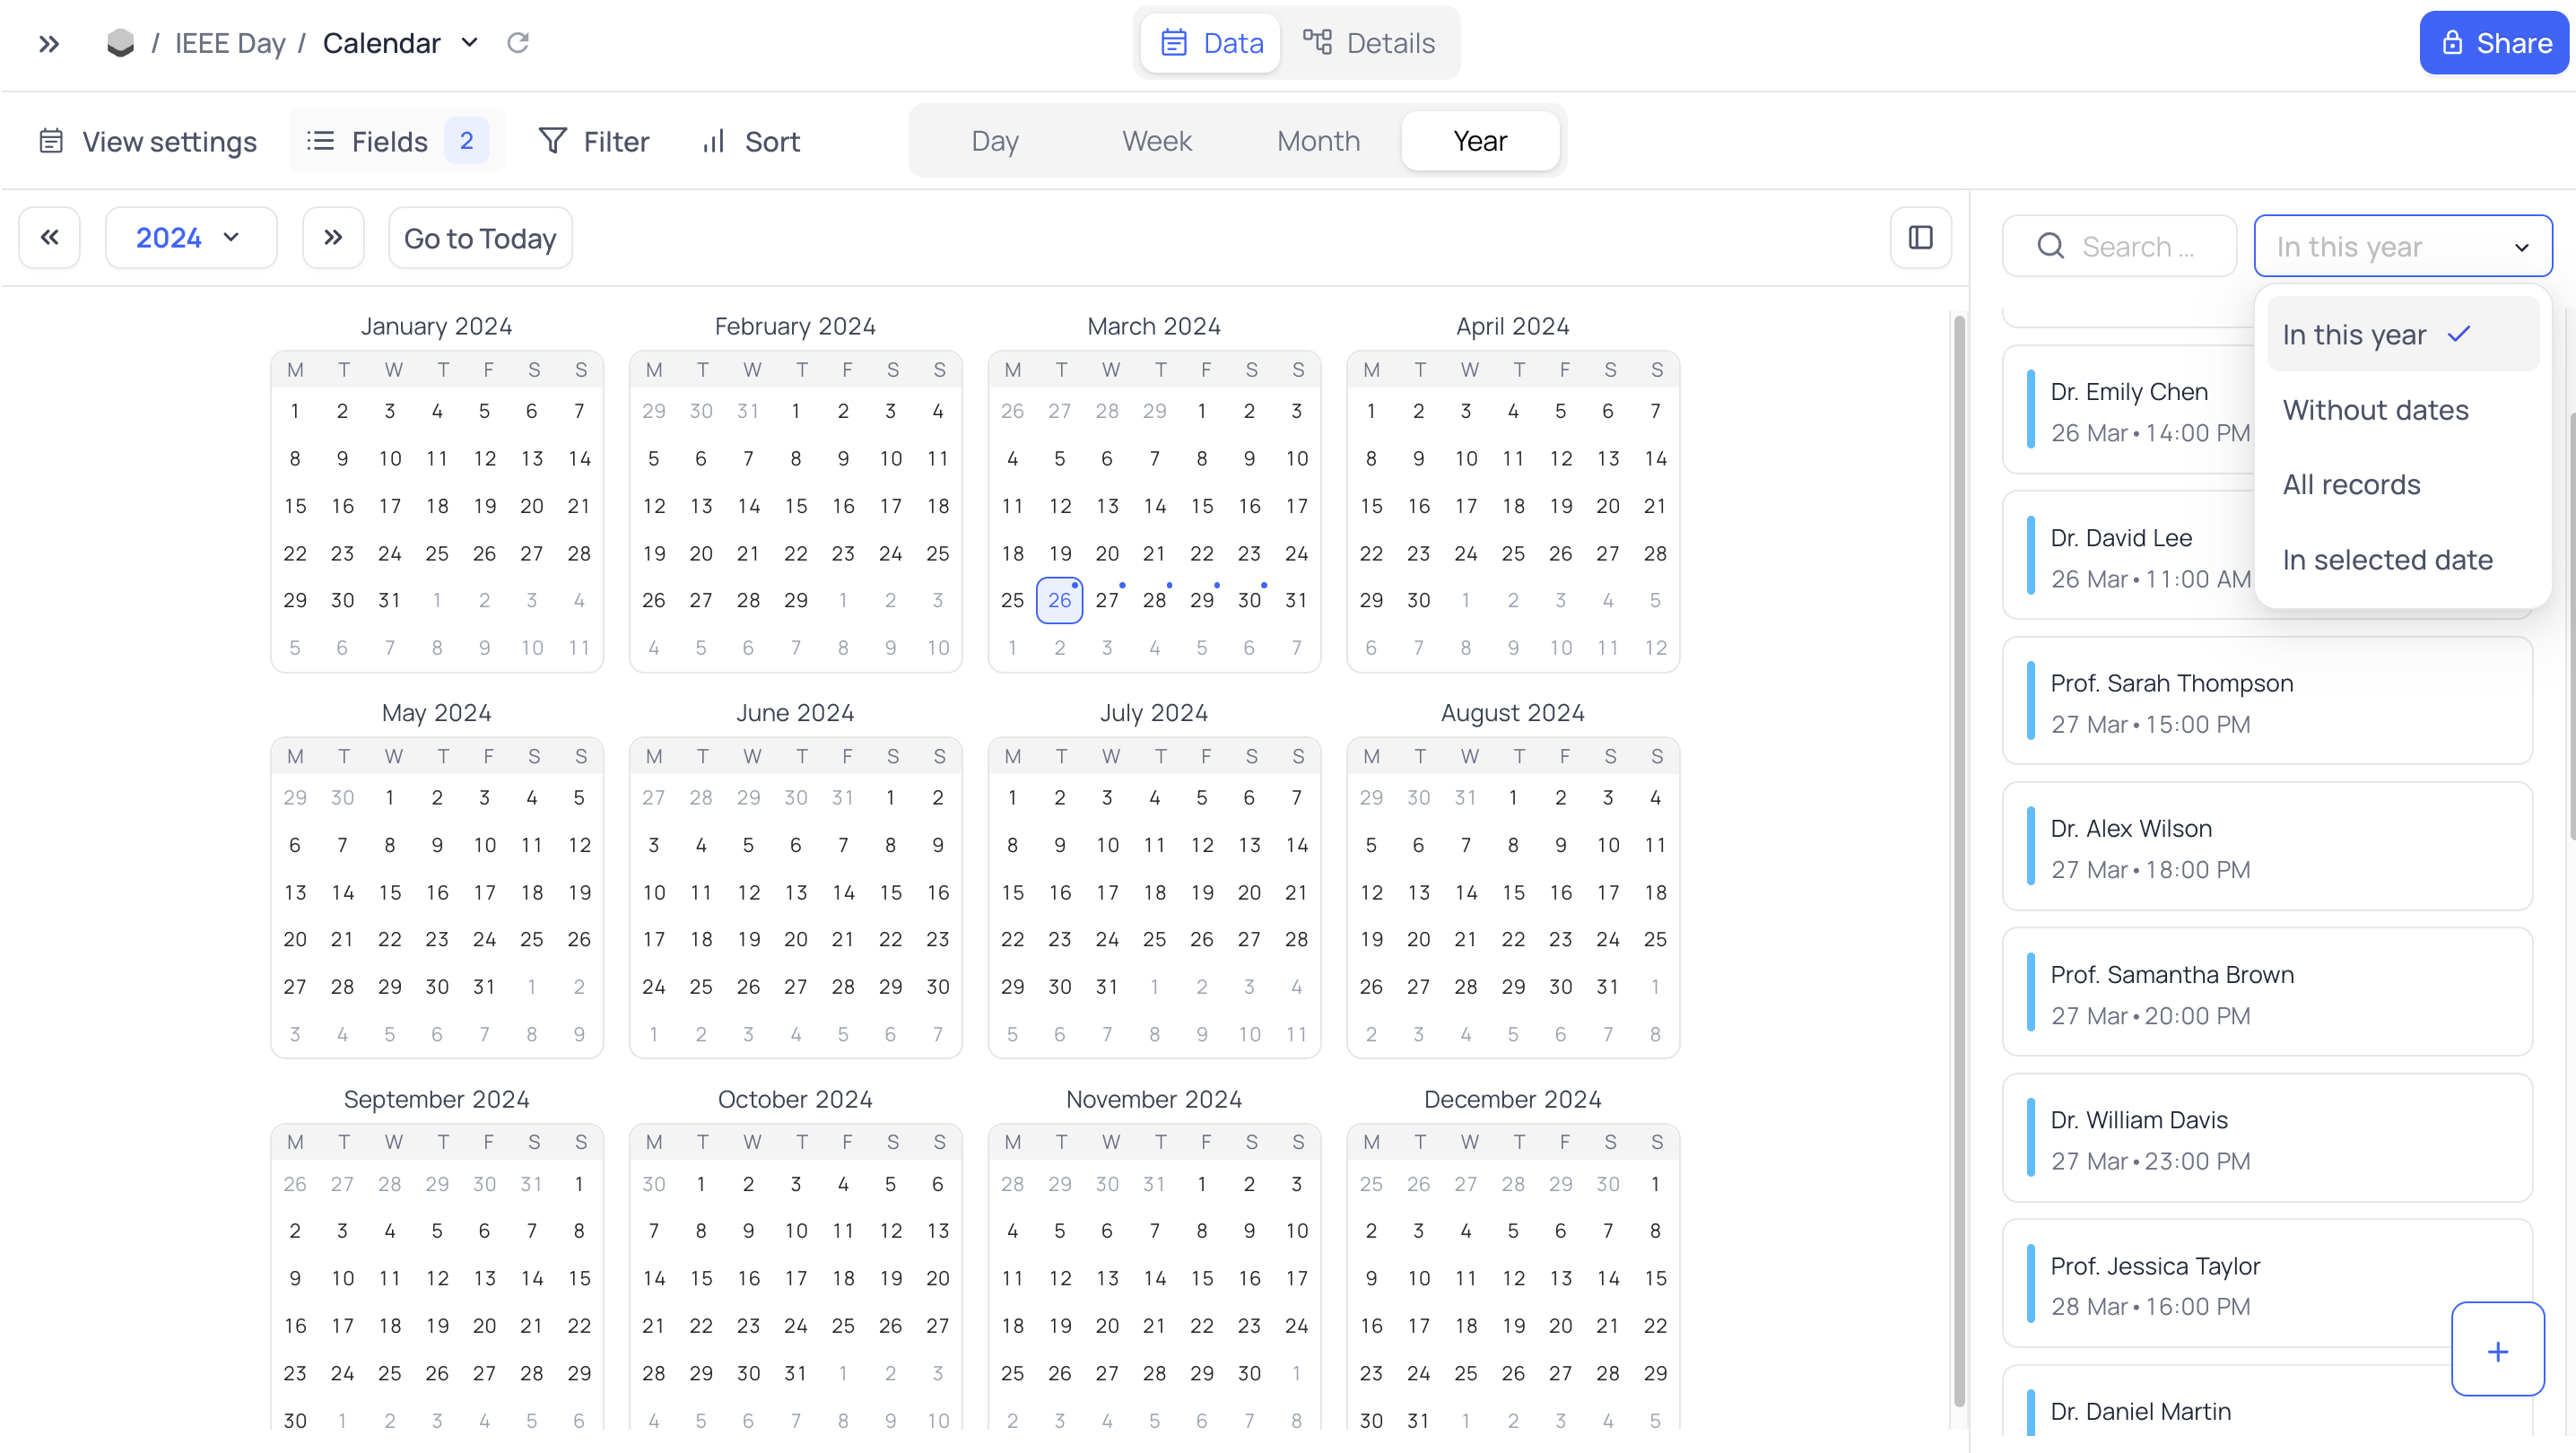 / IEEE Day / Calendar
Data Details
Share
View settings Fields 2 Filter Sort
Day Week Month Year
2024 Go to Today
Search ... In this year
January 2024 February 2024 March 2024 April 2024
M T W T F S S M T W T F S S M T W T F S S M T W T F S S
1 2 3 4 5 6 7 29 30 31 1 2 3 4 26 27 28 29 1 2 3 1 2 3 4 5 6 7
8 9 10 11 12 13 14 5 6 7 8 9 10 11 4 5 6 7 8 9 10 8 9 10 11 12 13 14
15 16 17 18 19 20 21 12 13 14 15 16 17 18 11 12 13 14 15 16 17 15 16 17 18 19 20 21
22 23 24 25 26 27 28 19 20 21 22 23 24 25 18 19 20 21 22 23 24 22 23 24 25 26 27 28
29 30 31 1 2 3 4 26 27 28 29 1 2 3 25 26 27 28 29 30 31 29 30 1 2 3 4 5
5 6 7 8 9 10 11 4 5 6 7 8 9 10 1 2 3 4 5 6 7 6 7 8 9 10 11 12
May 2024 June 2024 July 2024 August 2024
M T W T F S S M T W T F S S M T W T F S S M T W T F S S
29 30 1 2 3 4 5 27 28 29 30 31 1 2 1 2 3 4 5 6 7 29 30 31 1 2 3 4
6 7 8 9 10 11 12 3 4 5 6 7 8 9 8 9 10 11 12 13 14 5 6 7 8 9 10 11
13 14 15 16 17 18 19 10 11 12 13 14 15 16 15 16 17 18 19 20 21 12 13 14 15 16 17 18
20 21 22 23 24 25 26 17 18 19 20 21 22 23 22 23 24 25 26 27 28 19 20 21 22 23 24 25
27 28 29 30 31 1 2 24 25 26 27 28 29 30 29 30 31 1 2 3 4 26 27 28 29 30 31 1
3 4 5 6 7 8 9 1 2 3 4 5 6 7 5 6 7 8 9 10 11 2 3 4 5 6 7 8
September 2024 October 2024 November 2024 December 2024
M T W T F S S M T W T F S S M T W T F S S M T W T F S S
26 27 28 29 30 31 1 30 1 2 3 4 5 6 28 29 30 31 1 2 3 25 26 27 28 29 30 1
2 3 4 5 6 7 8 7 8 9 10 11 12 13 4 5 6 7 8 9 10 2 3 4 5 6 7 8
9 10 11 12 13 14 15 14 15 16 17 18 19 20 11 12 13 14 15 16 17 9 10 11 12 13 14 15
16 17 18 19 20 21 22 21 22 23 24 25 26 27 18 19 20 21 22 23 24 16 17 18 19 20 21 22
23 24 25 26 27 28 29 28 29 30 31 1 2 3 25 26 27 28 29 30 1 23 24 25 26 27 28 29
30 1 2 3 4 5 6 4 5 6 7 8 9 10 2 3 4 5 6 7 8 30 31 1 2 3 4 5
In this year
Without dates
All records
In selected date
Dr. Emily Chen
26 Mar • 14:00 PM
Dr. David Lee
26 Mar • 11:00 AM
Prof. Sarah Thompson
27 Mar • 15:00 PM
Dr. Alex Wilson
27 Mar • 18:00 PM
Prof. Samantha Brown
27 Mar • 20:00 PM
Dr. William Davis
27 Mar • 23:00 PM
Prof. Jessica Taylor
28 Mar • 16:00 PM
Dr. Daniel Martin